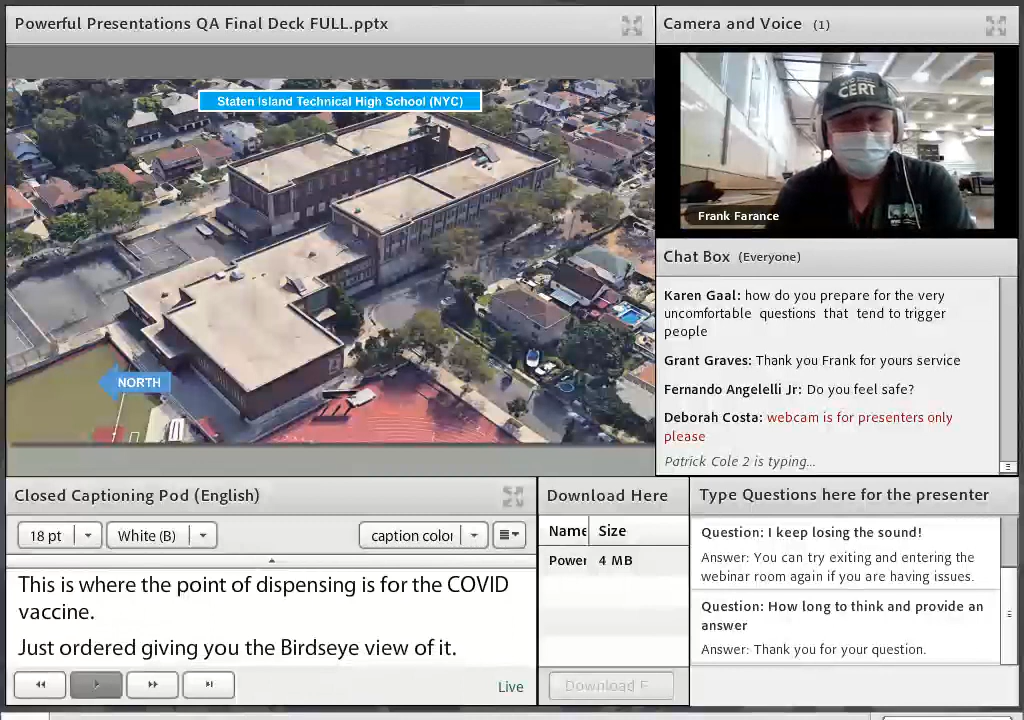 Powerful Presentations QA Final Deck FULL.pptx
Staten Island Technical High School (NYC)
NORTH
Camera and Voice (1)
CERT
Frank Farance
Chat Box (Everyone)
Karen Gaal: how do you prepare for the very
uncomfortable questions that tend to trigger
people
Grant Graves: Thank you Frank for yours service
Fernando Angelelli Jr: Do you feel safe?
Deborah Costa: webcam is for presenters only
please
Patrick Cole 2 is typing...
Closed Captioning Pod (English)
18 pt
White (B)
caption color
This is where the point of dispensing is for the COVID
vaccine.
Just ordered giving you the Birdseye view of it.
Live
Download Here
Name Size
Power 4 MB
Download F
Type Questions here for the presenter
Question: I keep losing the sound!
Answer: You can try exiting and entering the
webinar room again if you are having issues.
Question: How long to think and provide an
answer
Answer: Thank you for your question.